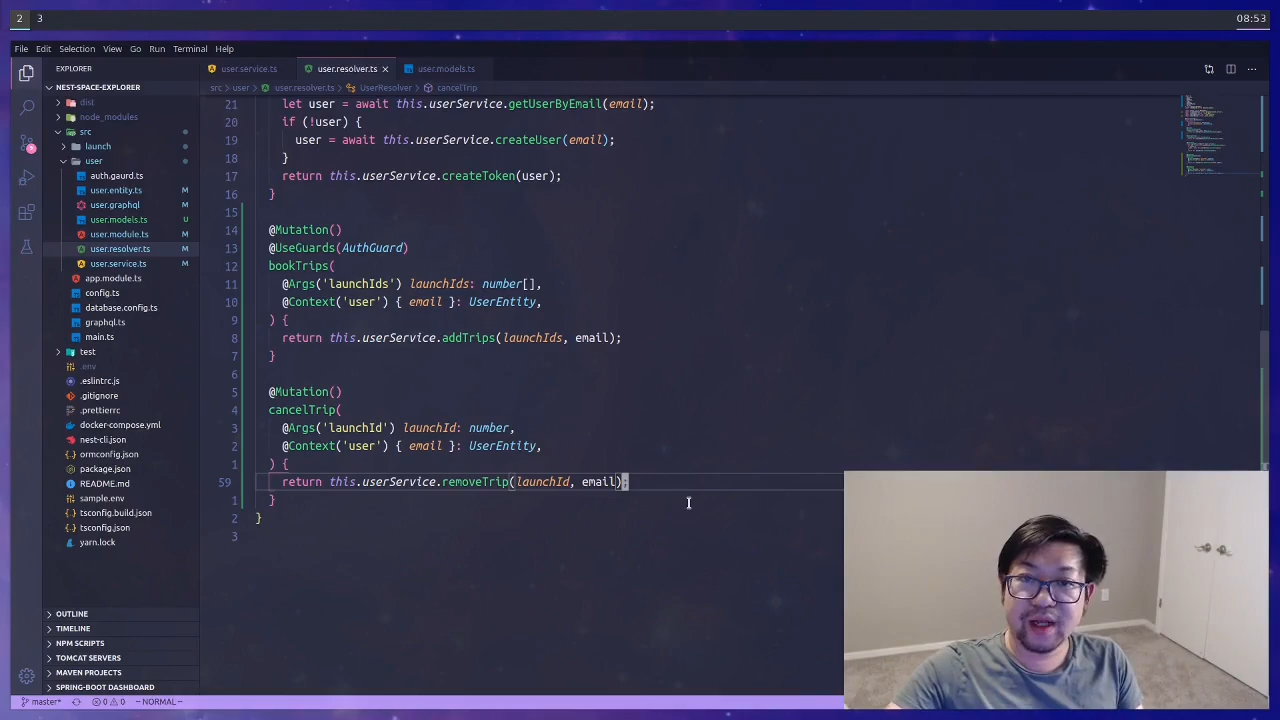 2 3 08:53
File Edit Selection View Go Run Terminal Help
EXPLORER
NEST-SPACE-EXPLORER
dist
node_modules
src
launch
user
auth.gaurd.ts
user.entity.ts M
user.graphql M
user.models.ts U
user.module.ts M
user.resolver.ts M
user.service.ts M
app.module.ts
config.ts
database.config.ts
graphql.ts
main.ts
test
.env
.eslintrc.js
.gitignore
.prettierrc
docker-compose.yml
nest-cli.json
ormconfig.json
package.json
README.md
sample.env
tsconfig.build.json
tsconfig.json
yarn.lock
OUTLINE
TIMELINE
NPM SCRIPTS
TOMCAT SERVERS
MAVEN PROJECTS
SPRING-BOOT DASHBOARD
user.service.ts user.resolver.ts user.models.ts
src > user > user.resolver.ts > UserResolver > cancelTrip
21 let user = await this.userService.getUserByEmail(email);
20 if (!user) {
19 user = await this.userService.createUser(email);
18 }
17 return this.userService.createToken(user);
16 }
15
14 @Mutation()
13 @UseGuards(AuthGuard)
12 bookTrips(
11 @Args('launchIds') launchIds: number[],
10 @Context('user') { email }: UserEntity,
9 ) {
8 return this.userService.addTrips(launchIds, email);
7 }
6
5 @Mutation()
4 cancelTrip(
3 @Args('launchId') launchId: number,
2 @Context('user') { email }: UserEntity,
1 ) {
59 return this.userService.removeTrip(launchId, email);
1 }
2 }
3
master* 0 0 --NORMAL--